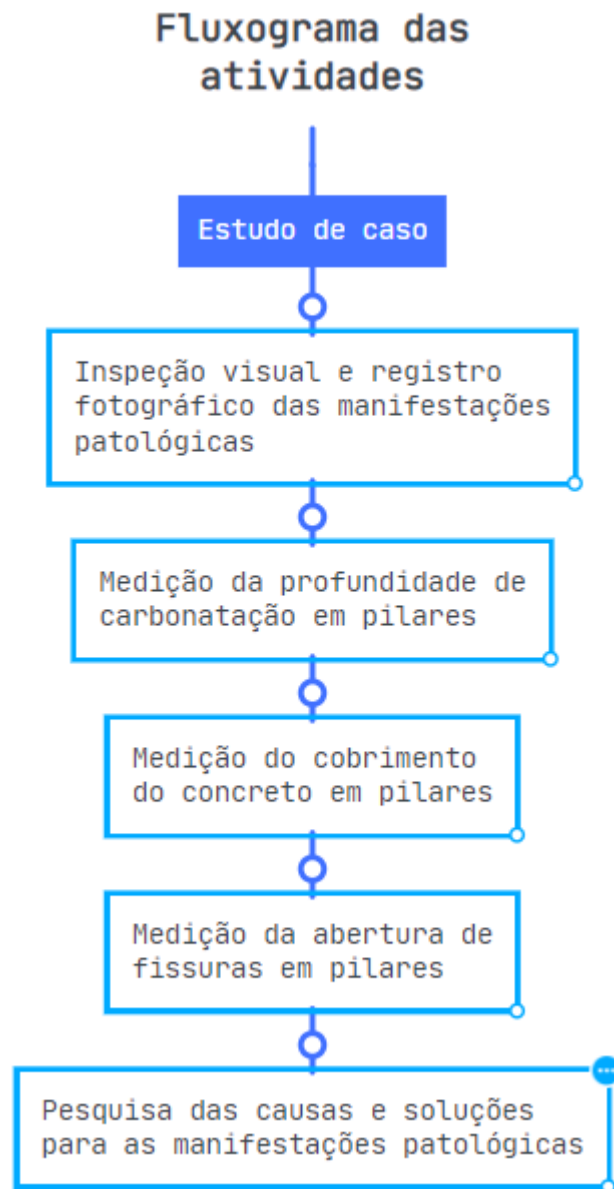 Fluxograma das
atividades
Estudo de caso
Inspeção visual e registro
fotográfico das manifestações
patológicas
Medição da profundidade de
carbonatação em pilares
Medição do cobrimento
do concreto em pilares
Medição da abertura de
fissuras em pilares
Pesquisa das causas e soluções
para as manifestações patológicas